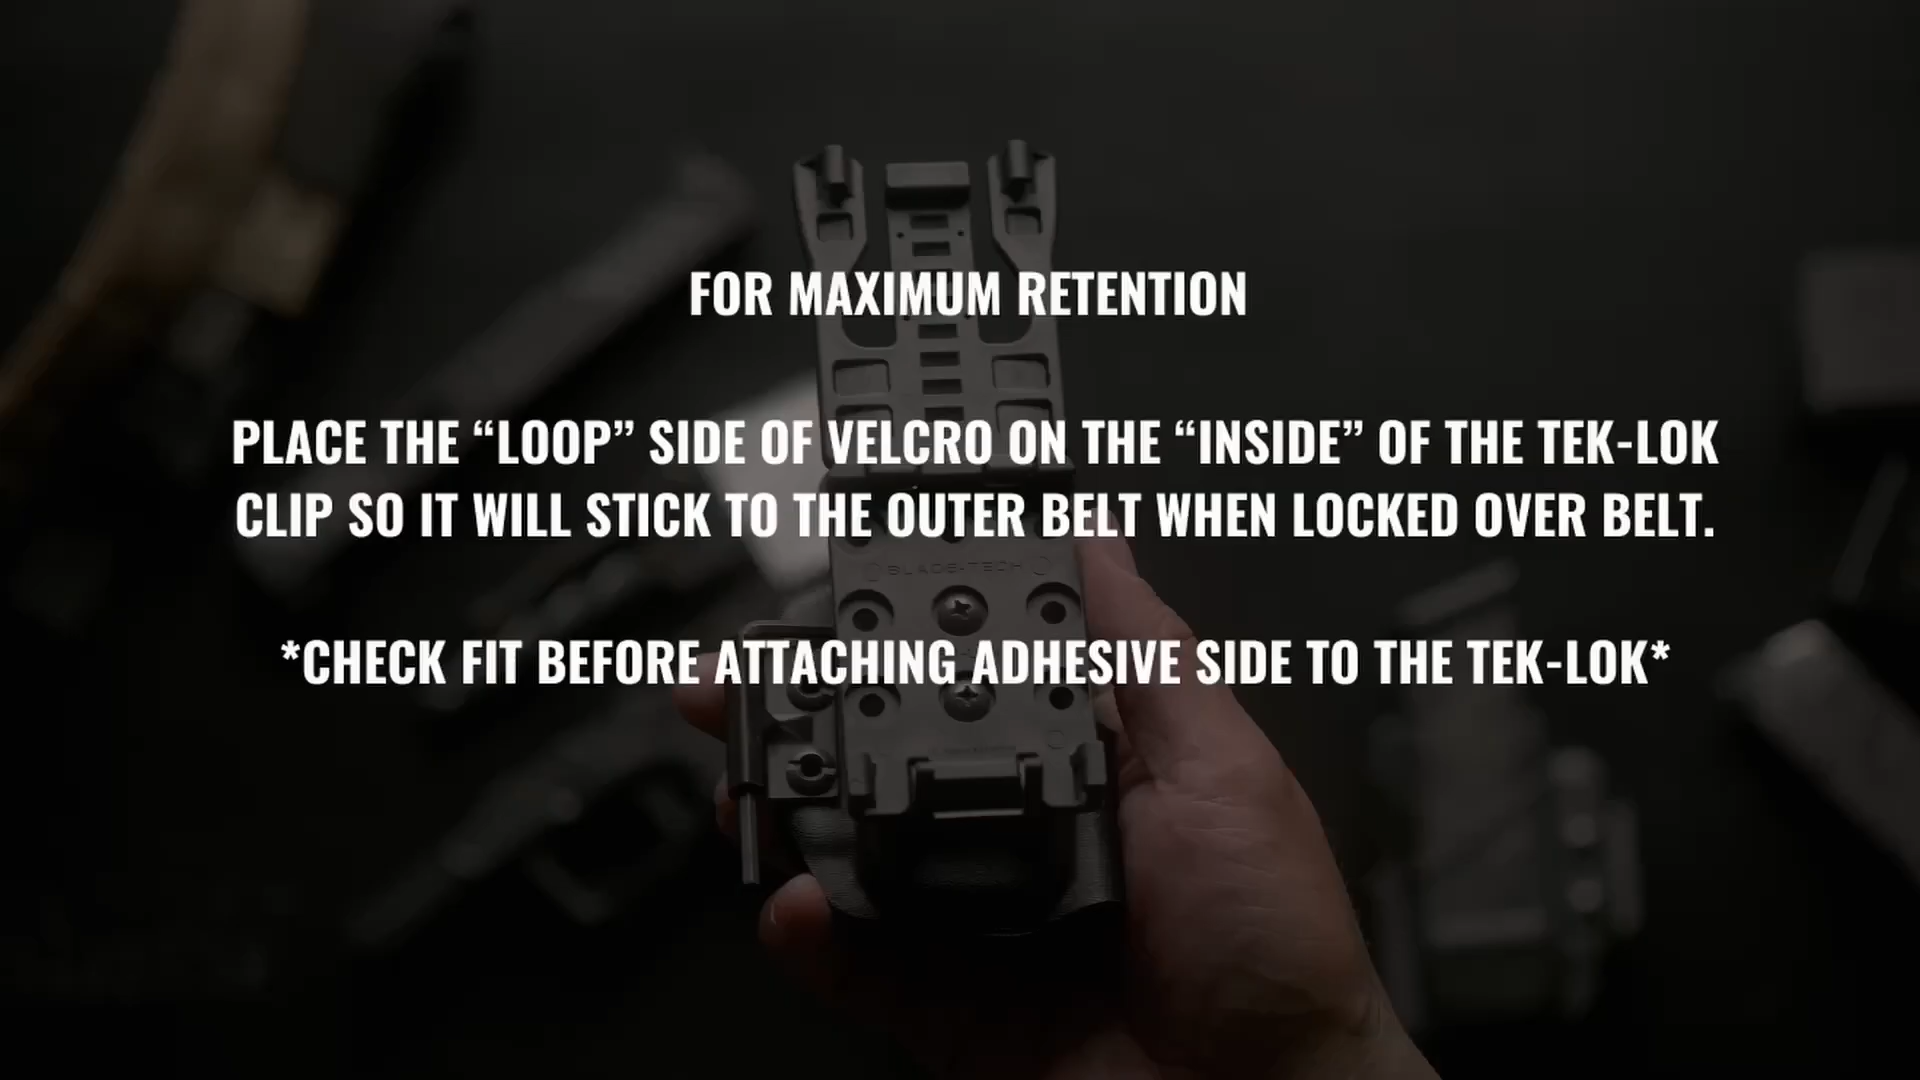 FOR MAXIMUM RETENTION
PLACE THE “LOOP” SIDE OF VELCRO ON THE “INSIDE” OF THE TEK-LOK
CLIP SO IT WILL STICK TO THE OUTER BELT WHEN LOCKED OVER BELT.
BLADE-TECH
*CHECK FIT BEFORE ATTACHING ADHESIVE SIDE TO THE TEK-LOK*